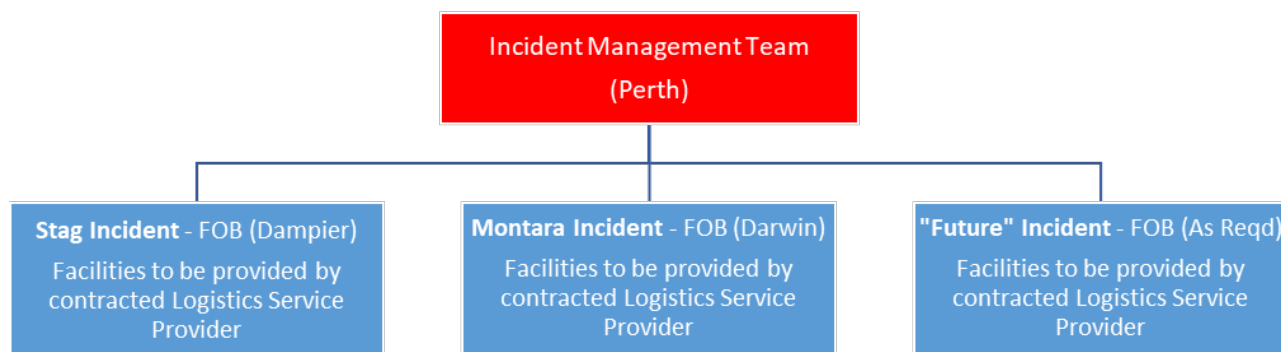 Incident Management Team
(Perth)
Stag Incident - FOB (Dampier)
Facilities to be provided by
contracted Logistics Service
Provider
Montara Incident - FOB (Darwin)
Facilities to be provided by
contracted Logistics Service
Provider
"Future" Incident - FOB (As Reqd)
Facilities to be provided by
contracted Logistics Service
Provider